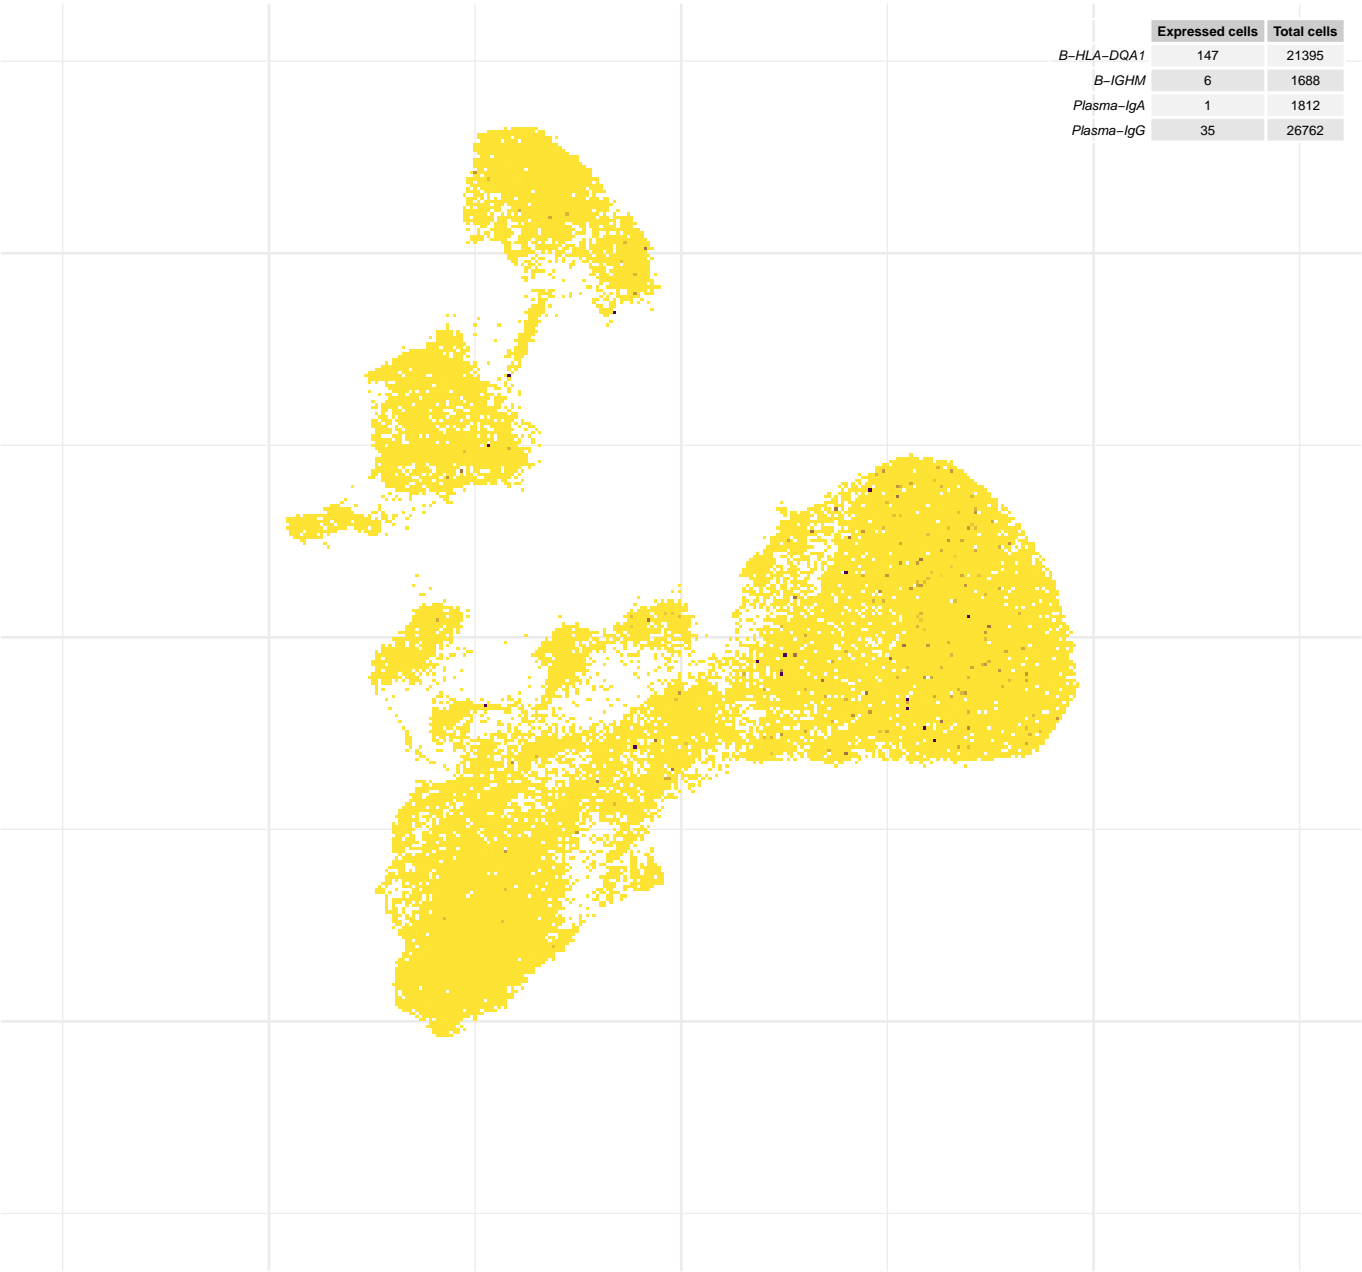 Expressed cells Total cells
B−HLA−DQA1 147 21395
B−IGHM 6 1688
Plasma−IgA 1 1812
Plasma−IgG 35 26762